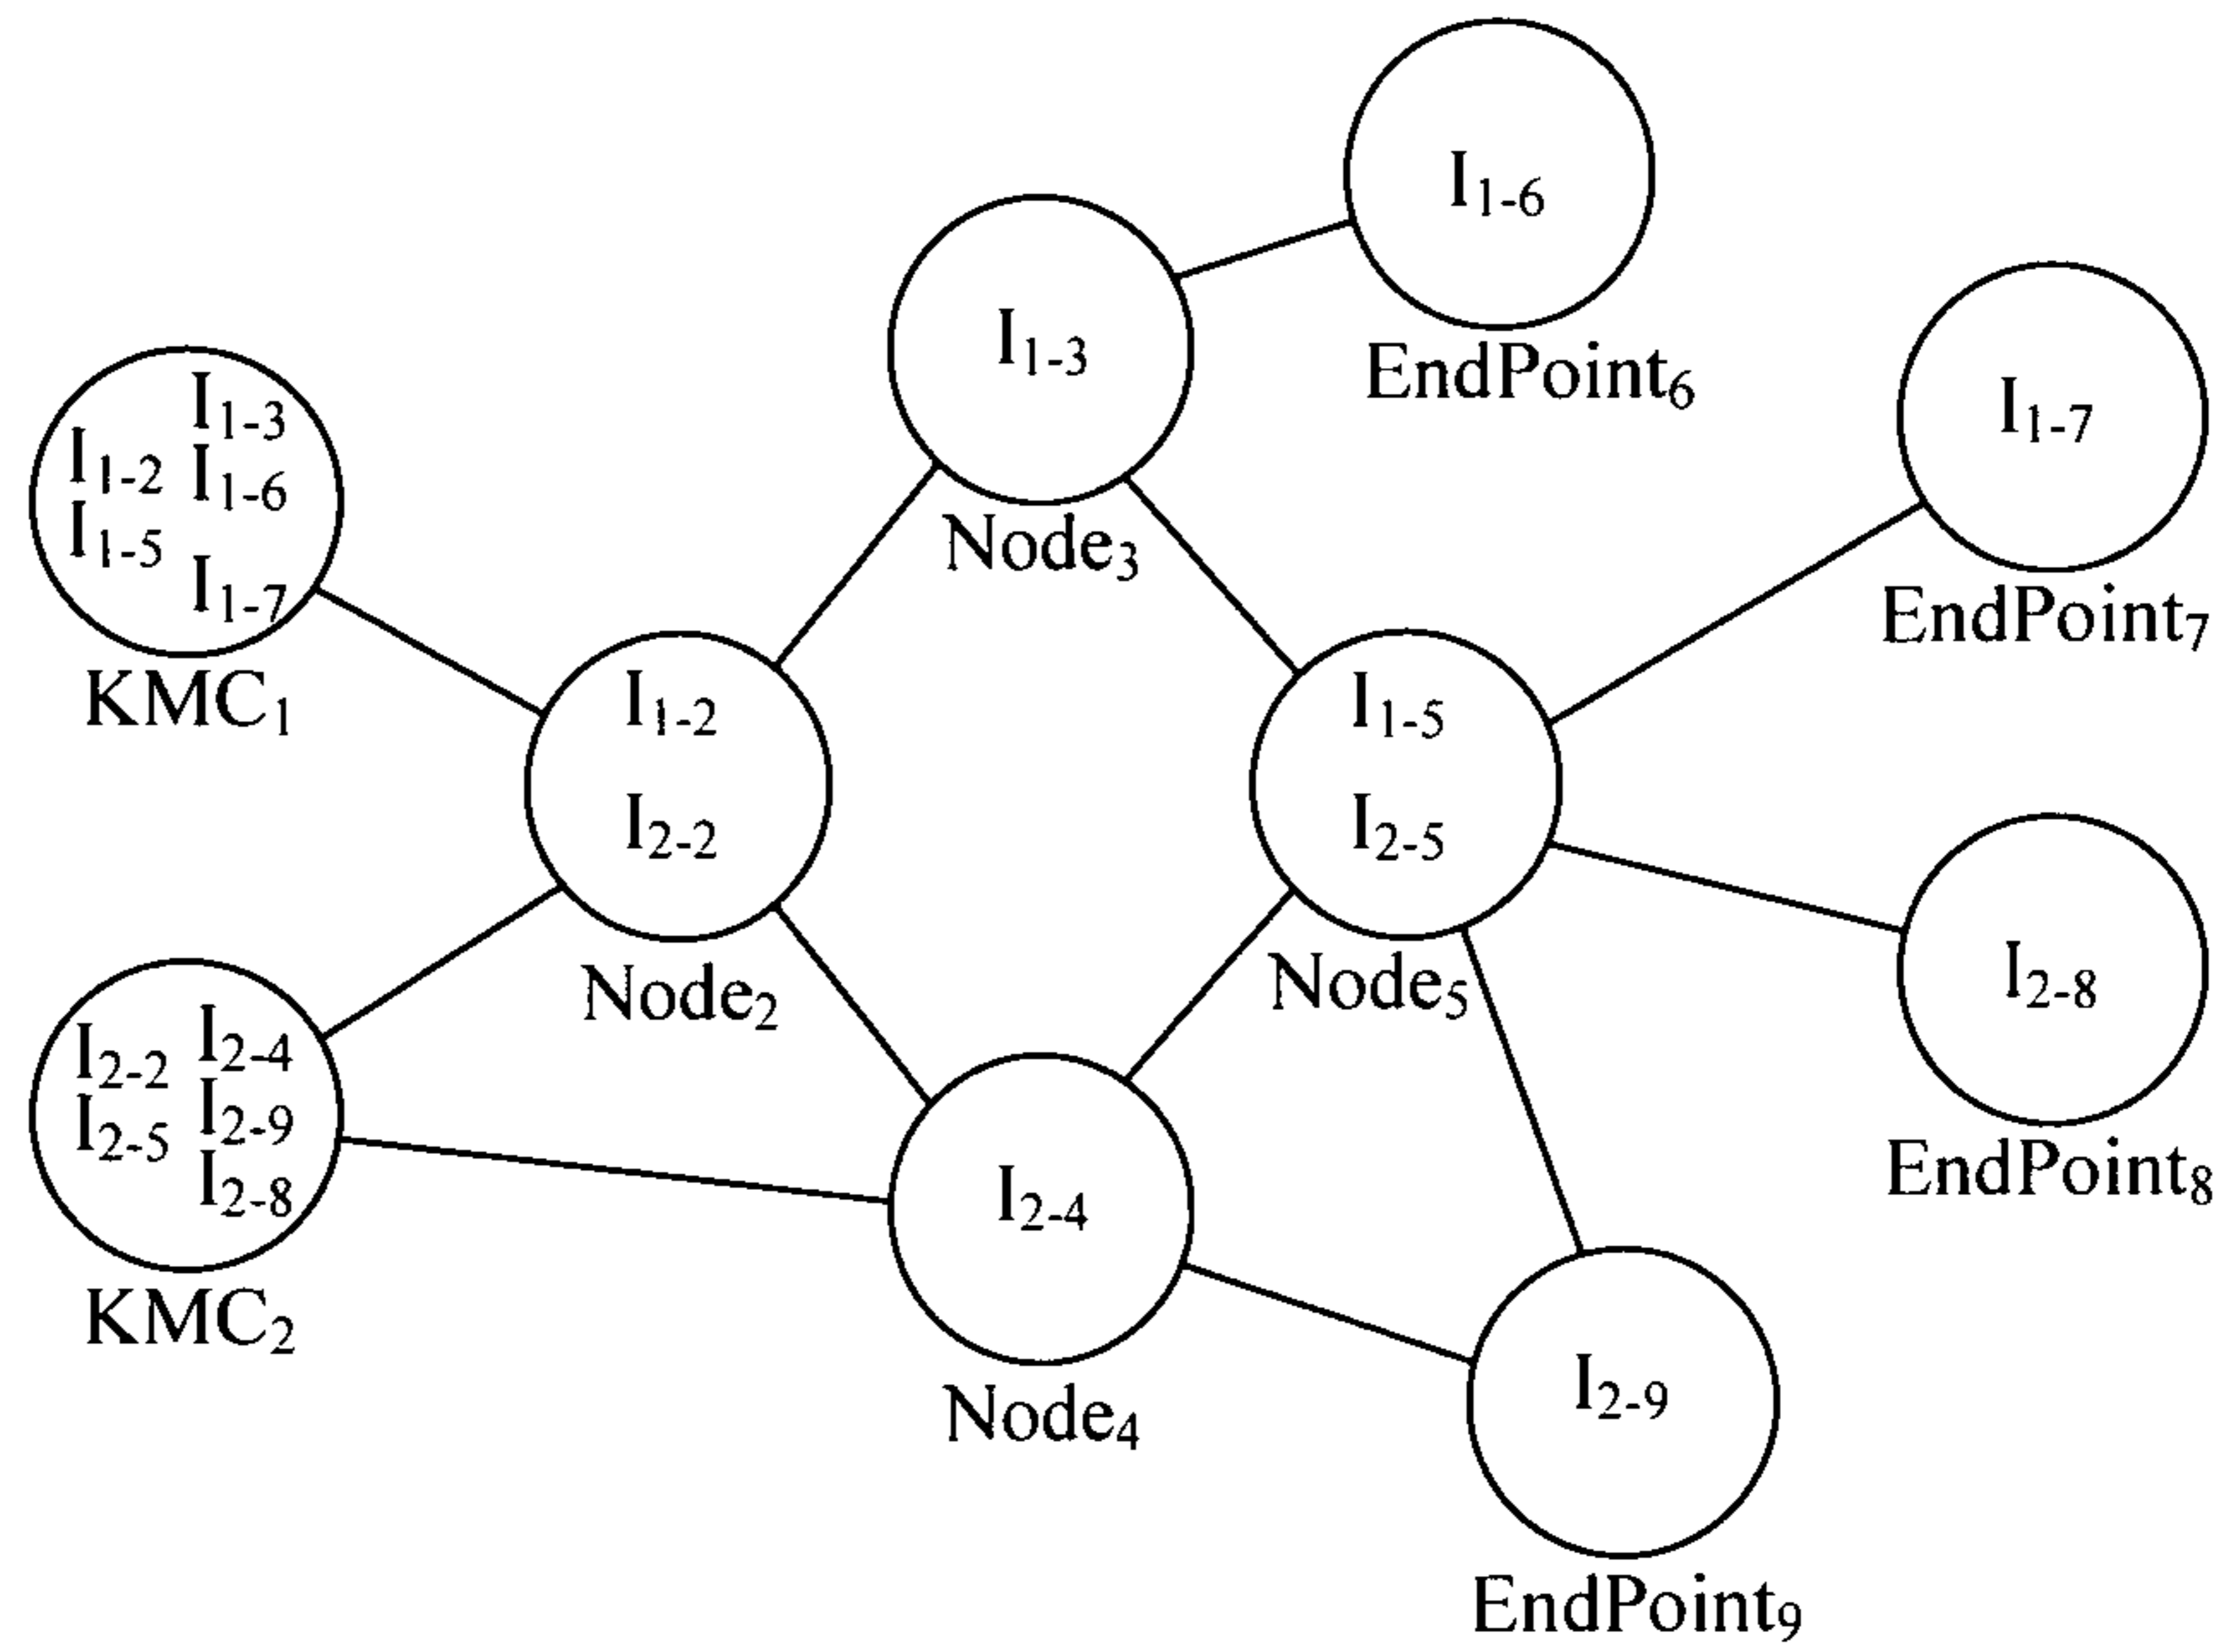 I₁₋₆
EndPoint₆
I₁₋₃
Node₃
I₁₋₇
EndPoint₇
I₁₋₃
I₁₋₂ I₁₋₆
I₁₋₅
I₁₋₇
KMC₁
I₁₋₂
I₂₋₂
Node₂
I₁₋₅
I₂₋₅
Node₅
I₂₋₈
EndPoint₈
I₂₋₂ I₂₋₄
I₂₋₅ I₂₋₉
I₂₋₈
KMC₂
I₂₋₄
Node₄
I₂₋₉
EndPoint₉